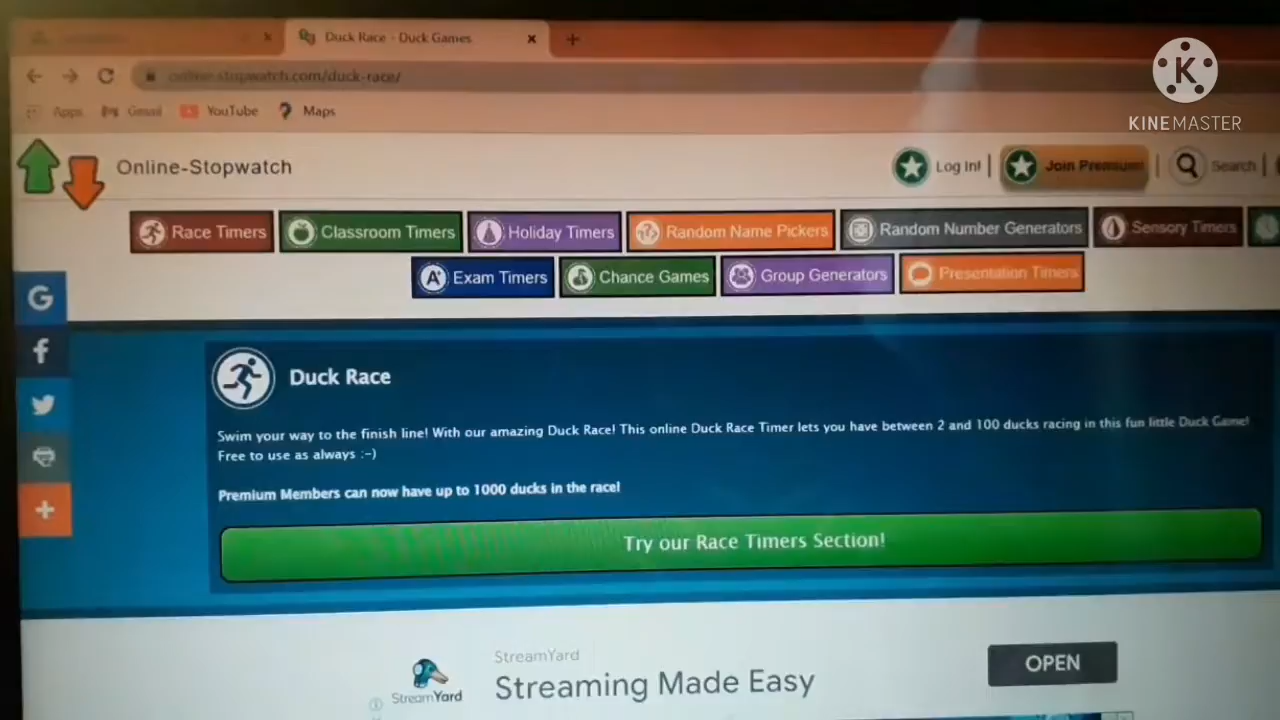 Duck Race - Duck Games
online-stopwatch.com/duck-race/
Apps Gmail YouTube Maps
K
KINEMASTER
Online-Stopwatch
Log In! Join Premium! Search
Race Timers Classroom Timers Holiday Timers Random Name Pickers Random Number Generators Sensory Timers
Exam Timers Chance Games Group Generators Presentation Timers
Duck Race
Swim your way to the finish line! With our amazing Duck Race! This online Duck Race Timer lets you have between 2 and 100 ducks racing in this fun little Duck Game!
Free to use as always :-)
Premium Members can now have up to 1000 ducks in the race!
Try our Race Timers Section!
StreamYard
StreamYard
Streaming Made Easy
OPEN